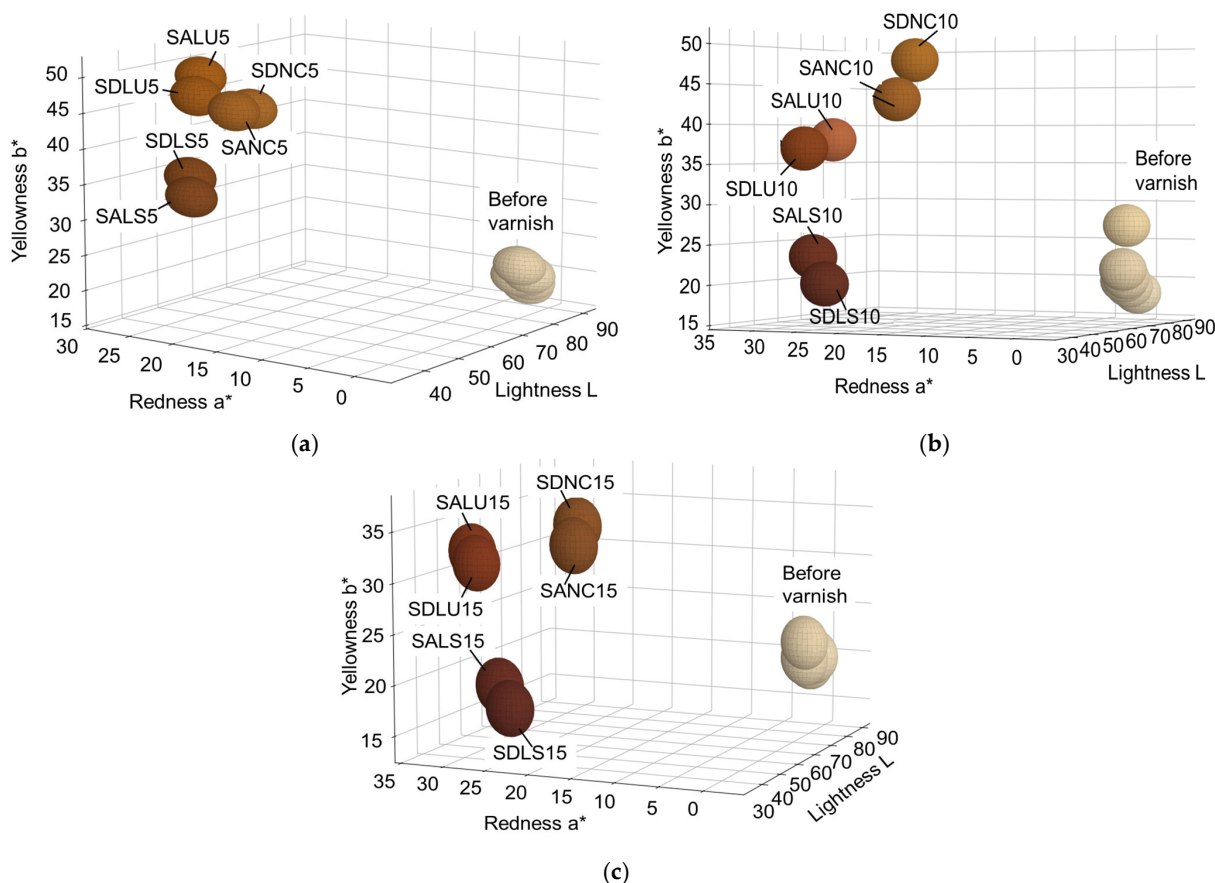 SALU5
SDLU5
SDNC5
SANC5
SDLS5
SALS5
Before
varnish
Yellowness b*
50
45
40
35
30
25
20
15
30
25
20
15
10
5
0
Redness a*
40
50
60
70
80
90
Lightness L
(a)
SDNC10
SANC10
SALU10
SDLU10
SALS10
SDLS10
Before
varnish
Yellowness b*
50
45
40
35
30
25
20
15
35
30
25
20
15
10
5
0
Redness a*
30
40
50
60
70
80
90
Lightness L
(b)
SALU15
SDNC15
SDLU15
SANC15
SALS15
SDLS15
Before
varnish
Yellowness b*
35
30
25
20
15
35
30
25
20
15
10
5
0
Redness a*
30
40
50
60
70
80
90
Lightness L
(c)